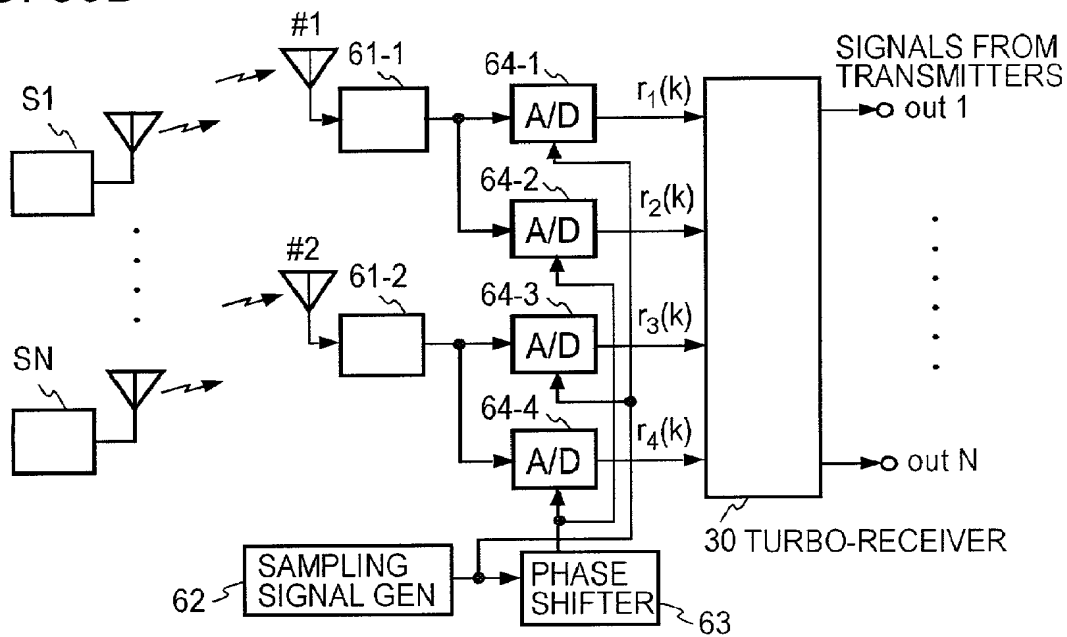 #1
61-1
64-1
A/D
r₁(k)
SIGNALS FROM
TRANSMITTERS
out 1
S1
64-2
A/D
r₂(k)
#2
61-2
64-3
A/D
r₃(k)
SN
64-4
A/D
r₄(k)
out N
30 TURBO-RECEIVER
62
SAMPLING
SIGNAL GEN
PHASE
SHIFTER
63